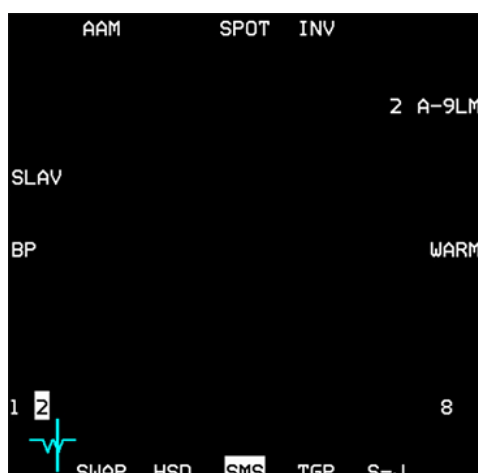 AAM SPOT INV
2 A-9LM
SLAV
BP WARM
1 2 8
SWAP HSD SMS TGP S-J